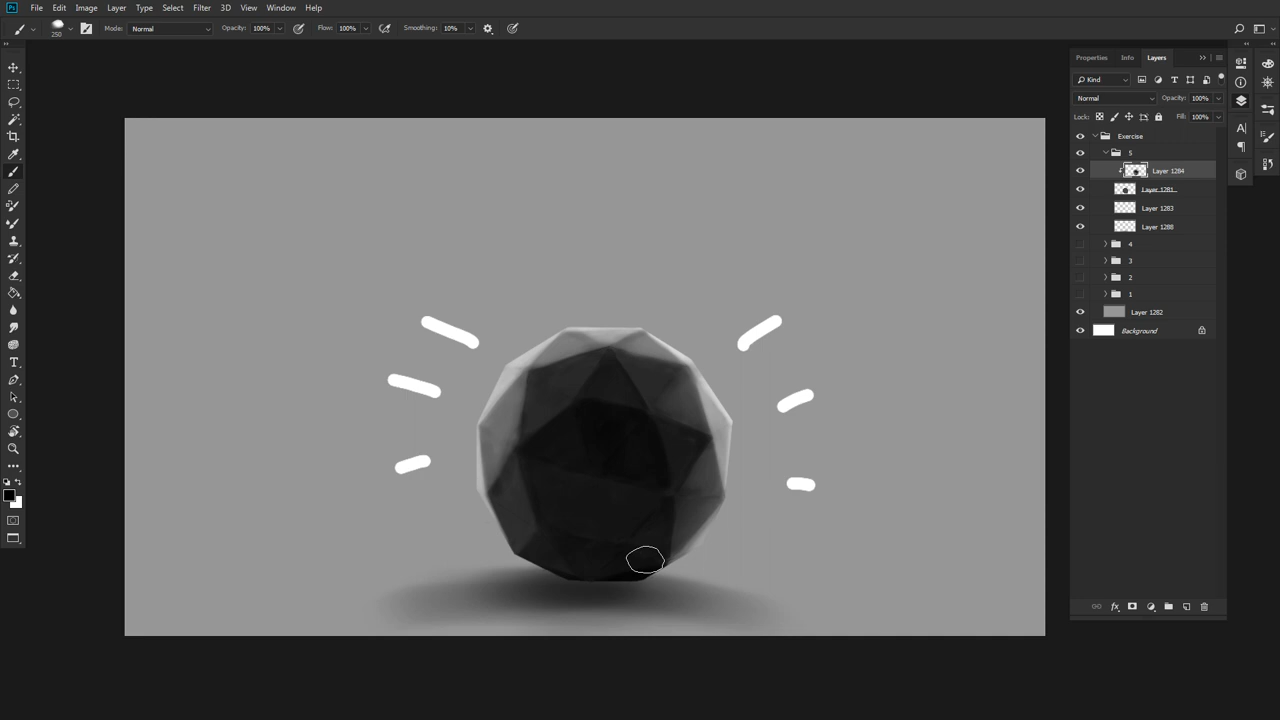 Ps File Edit Image Layer Type Select Filter 3D View Window Help
250 Mode: Normal Opacity: 100% Flow: 100% Smoothing: 10%
Properties Info Layers
Kind
Normal Opacity: 100%
Lock: Fill: 100%
Exercise
5
Layer 1284
Layer 1281
Layer 1283
Layer 1288
4
3
2
1
Layer 1282
Background